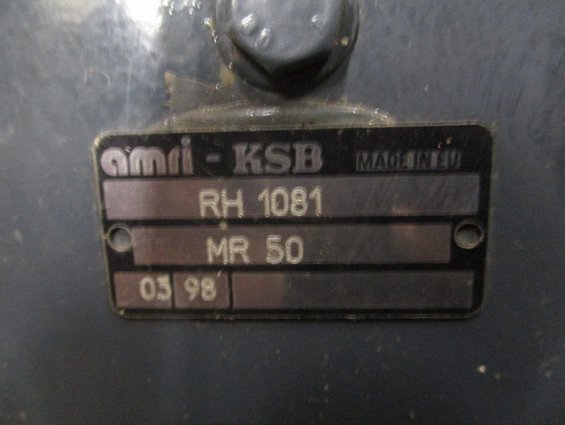 amri - KSB MADE IN EU
RH 1081
MR 50
03 98